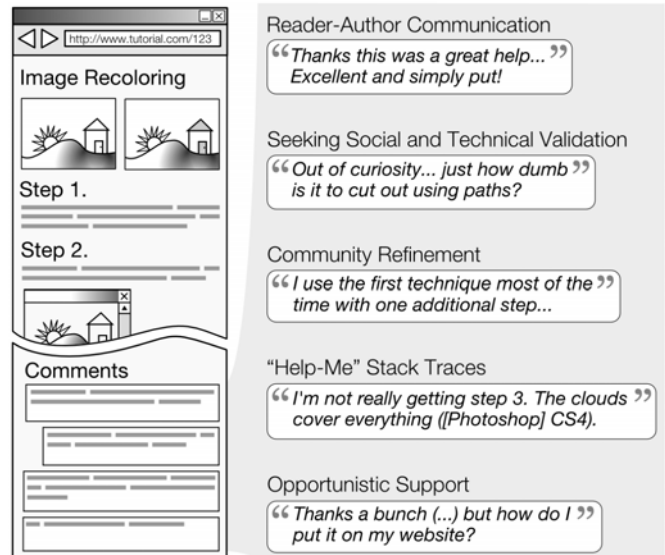 http://www.tutorial.com/123
Image Recoloring
Step 1.
Step 2.
Comments
Reader-Author Communication
“Thanks this was a great help...”
Excellent and simply put!
Seeking Social and Technical Validation
“Out of curiosity... just how dumb”
is it to cut out using paths?
Community Refinement
“I use the first technique most of the”
time with one additional step...
“Help-Me” Stack Traces
“I'm not really getting step 3. The clouds”
cover everything ([Photoshop] CS4).
Opportunistic Support
“Thanks a bunch (...) but how do I”
put it on my website?